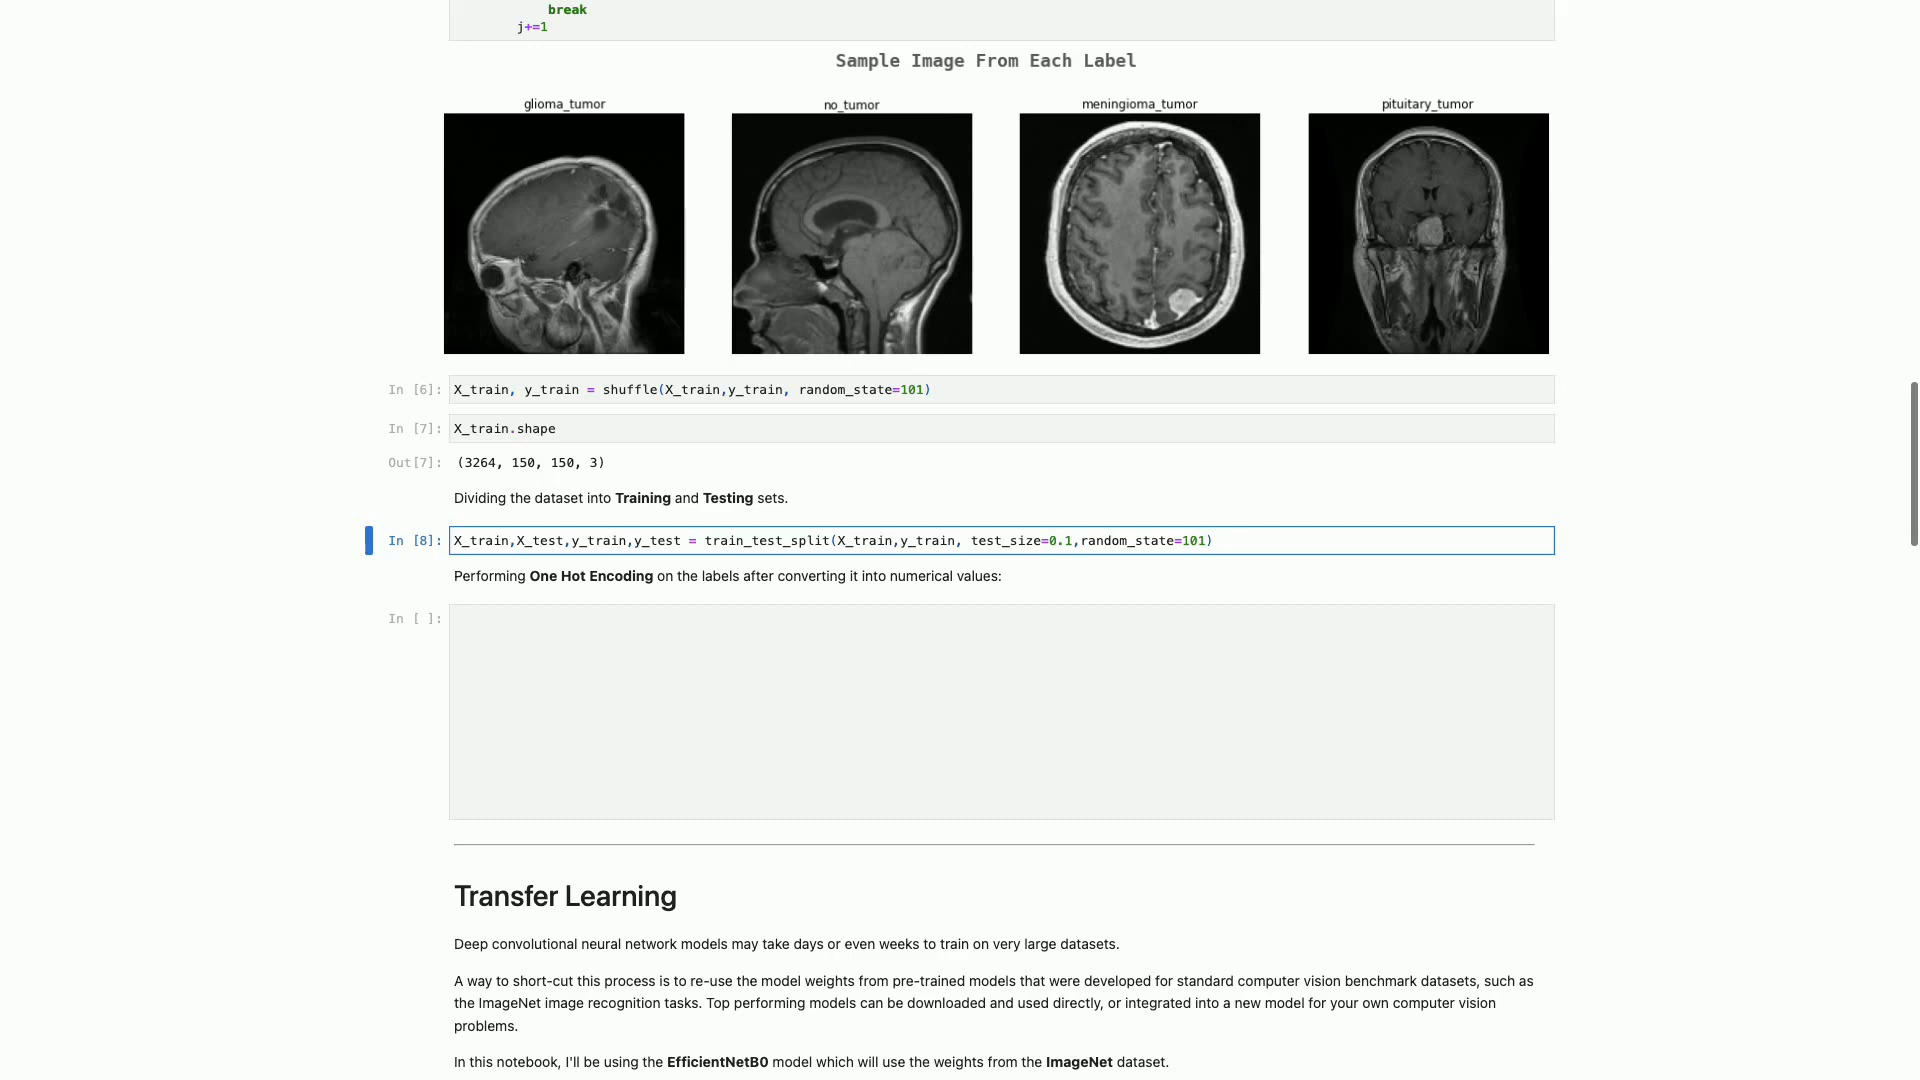 break
j+=1
Sample Image From Each Label
glioma_tumor
no_tumor
meningioma_tumor
pituitary_tumor
In [6]: X_train, y_train = shuffle(X_train,y_train, random_state=101)
In [7]: X_train.shape
Out[7]: (3264, 150, 150, 3)
Dividing the dataset into Training and Testing sets.
In [8]: X_train,X_test,y_train,y_test = train_test_split(X_train,y_train, test_size=0.1,random_state=101)
Performing One Hot Encoding on the labels after converting it into numerical values:
In [ ]:
Transfer Learning
Deep convolutional neural network models may take days or even weeks to train on very large datasets.
A way to short-cut this process is to re-use the model weights from pre-trained models that were developed for standard computer vision benchmark datasets, such as
the ImageNet image recognition tasks. Top performing models can be downloaded and used directly, or integrated into a new model for your own computer vision
problems.
In this notebook, I'll be using the EfficientNetB0 model which will use the weights from the ImageNet dataset.